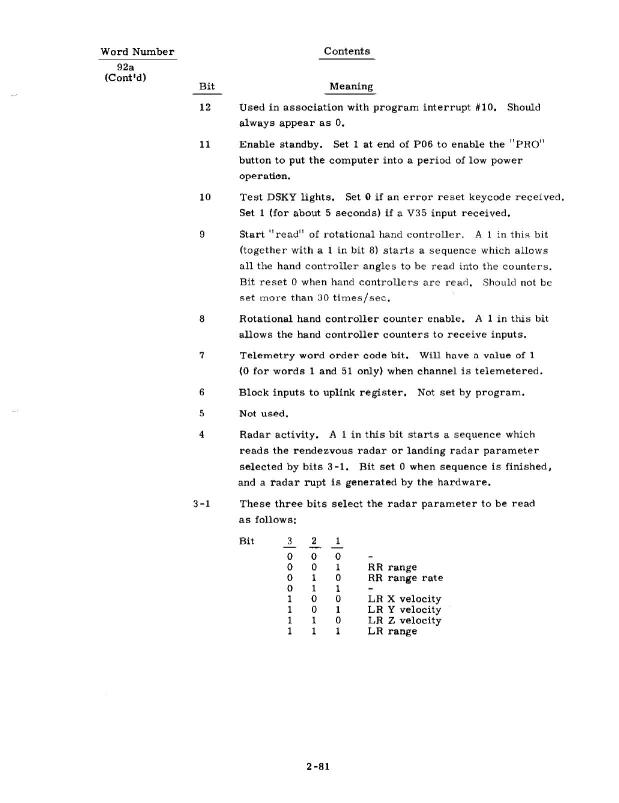 Word Number Contents
92a
(Cont'd)
Bit Meaning
12 Used in association with program interrupt #10. Should
always appear as 0.
11 Enable standby. Set 1 at end of P06 to enable the "PRO"
button to put the computer into a period of low power
operation.
10 Test DSKY lights. Set 0 if an error reset keycode received.
Set 1 (for about 5 seconds) if a V35 input received.
9 Start "read" of rotational hand controller. A 1 in this bit
(together with a 1 in bit 8) starts a sequence which allows
all the hand controller angles to be read into the counters.
Bit reset 0 when hand controllers are read. Should not be
set more than 30 times/sec.
8 Rotational hand controller counter enable. A 1 in this bit
allows the hand controller counters to receive inputs.
7 Telemetry word order code bit. Will have a value of 1
(0 for words 1 and 51 only) when channel is telemetered.
6 Block inputs to uplink register. Not set by program.
5 Not used.
4 Radar activity. A 1 in this bit starts a sequence which
reads the rendezvous radar or landing radar parameter
selected by bits 3-1. Bit set 0 when sequence is finished,
and a radar rupt is generated by the hardware.
3-1 These three bits select the radar parameter to be read
as follows:
Bit 3 2 1
0 0 0 -
0 0 1 RR range
0 1 0 RR range rate
0 1 1 -
1 0 0 LR X velocity
1 0 1 LR Y velocity
1 1 0 LR Z velocity
1 1 1 LR range
2-81